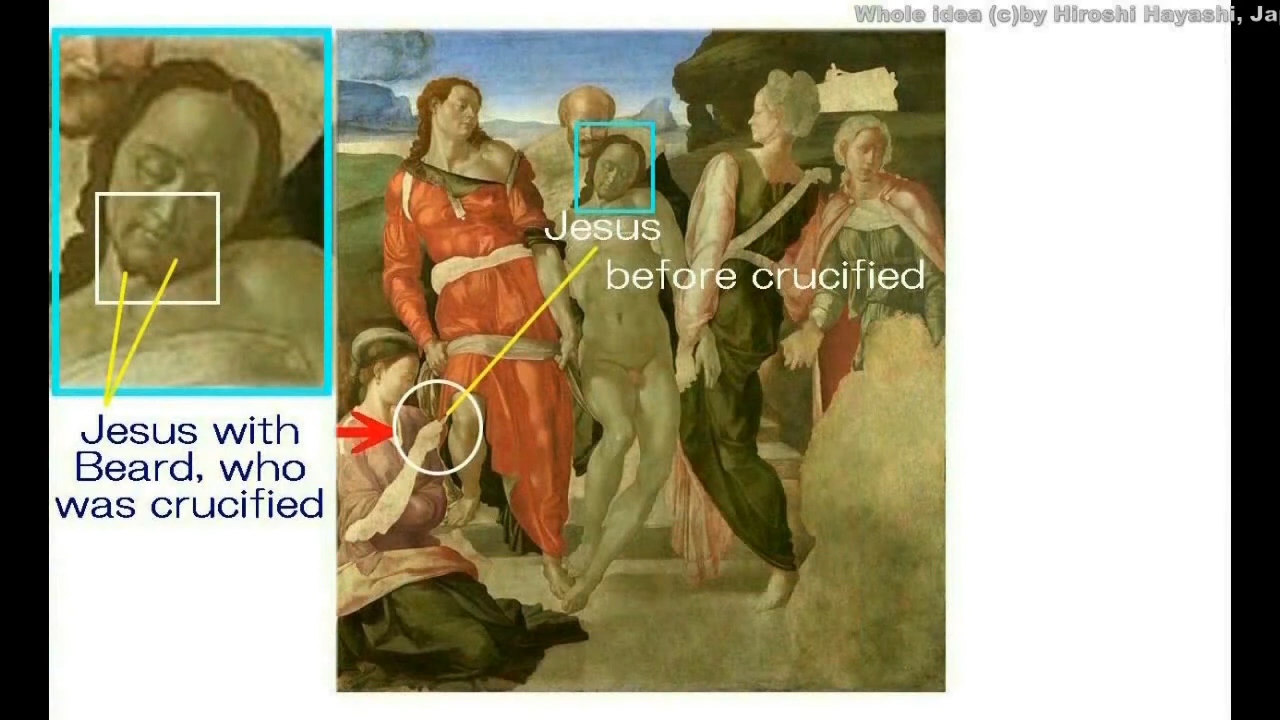 Whole idea (c)by Hiroshi Hayashi, Ja
Jesus
before crucified
Jesus with
Beard, who
was crucified